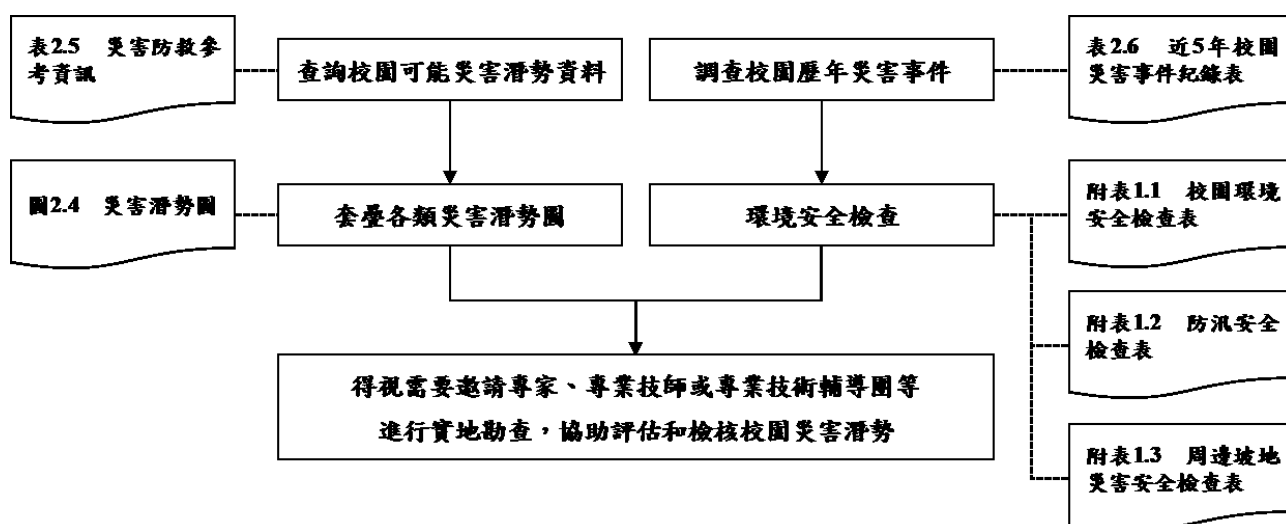 表2.5 災害防救參
考資訊
查詢校園可能災害潛勢資料
調查校園歷年災害事件
表2.6 近5年校園
災害事件紀錄表
圖2.4 災害潛勢圖
套疊各類災害潛勢圖
環境安全檢查
附表1.1 校園環境
安全檢查表
附表1.2 防汛安全
檢查表
得視需要邀請專家、專業技師或專業技術輔導團等
進行實地勘查，協助評估和檢核校園災害潛勢
附表1.3 周邊坡地
災害安全檢查表